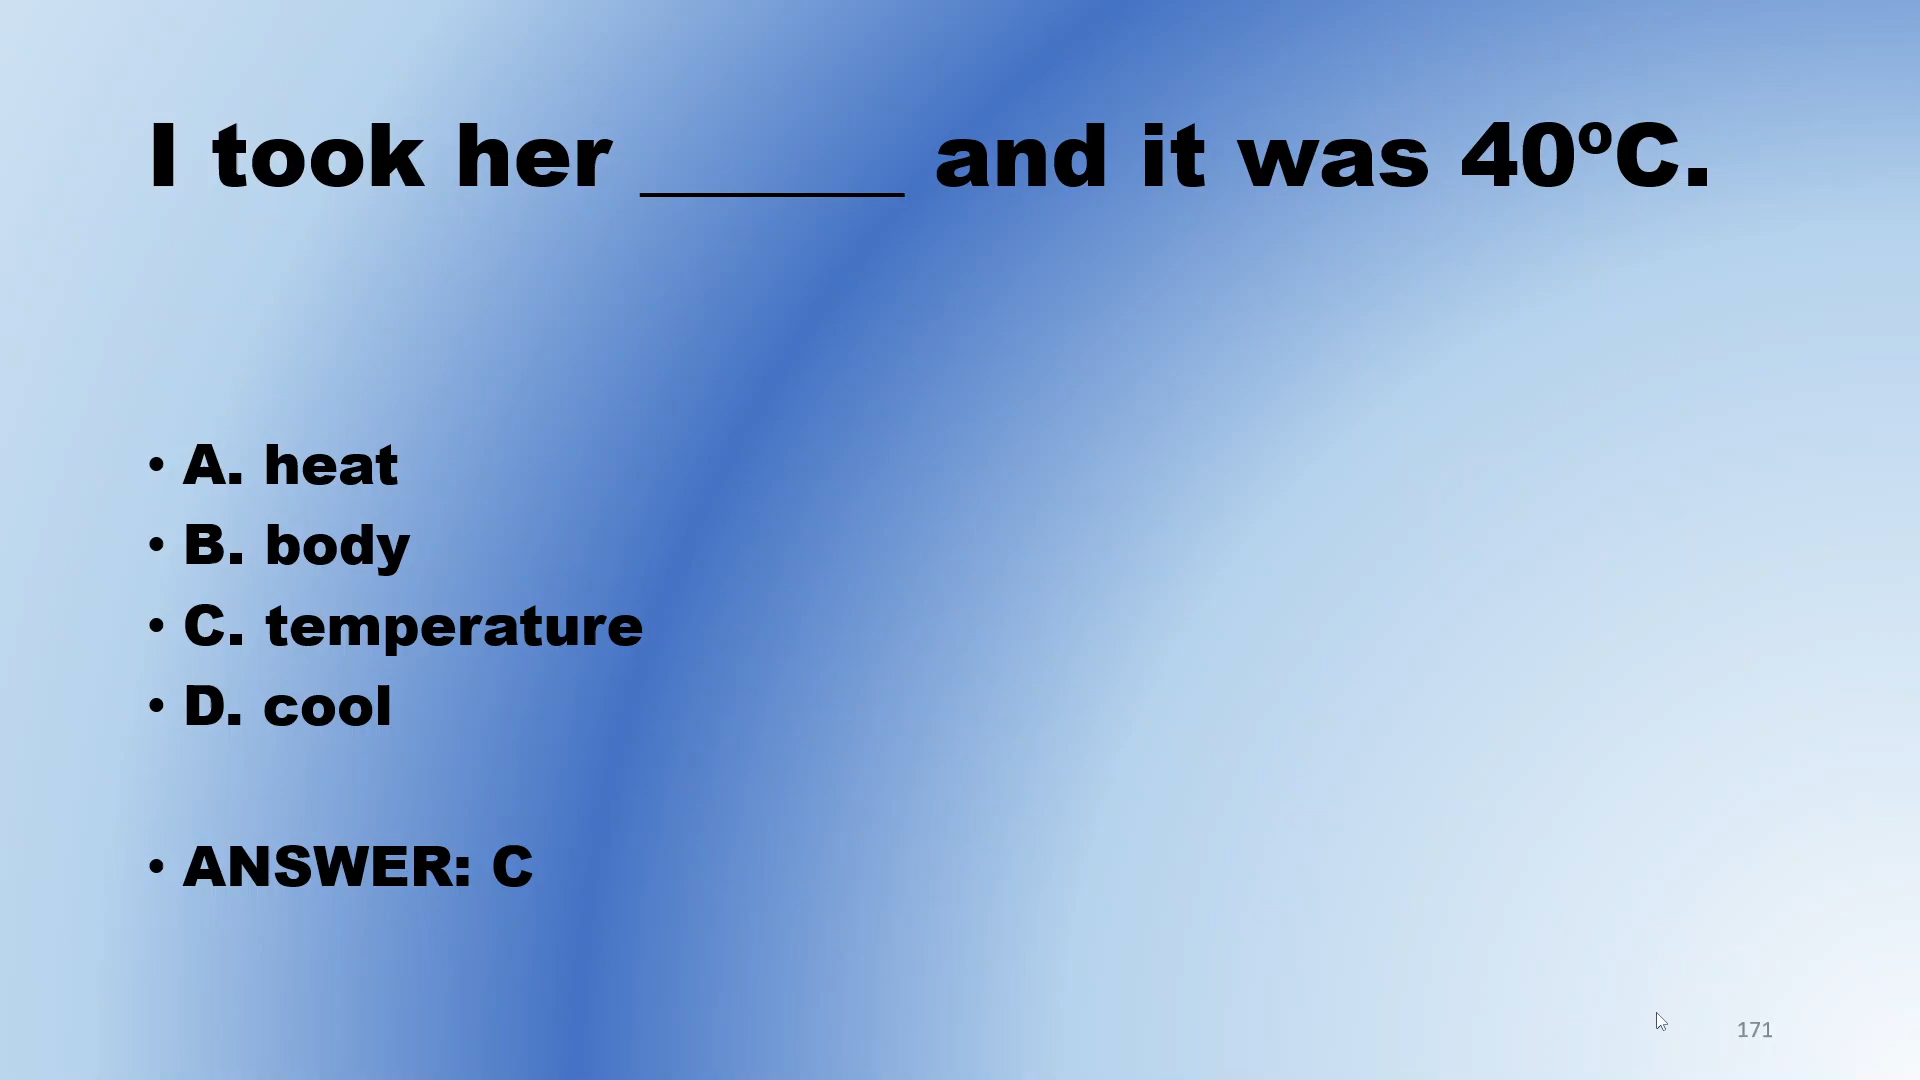 I took her ______ and it was 40ºC.
• A. heat
• B. body
• C. temperature
• D. cool
• ANSWER: C
171